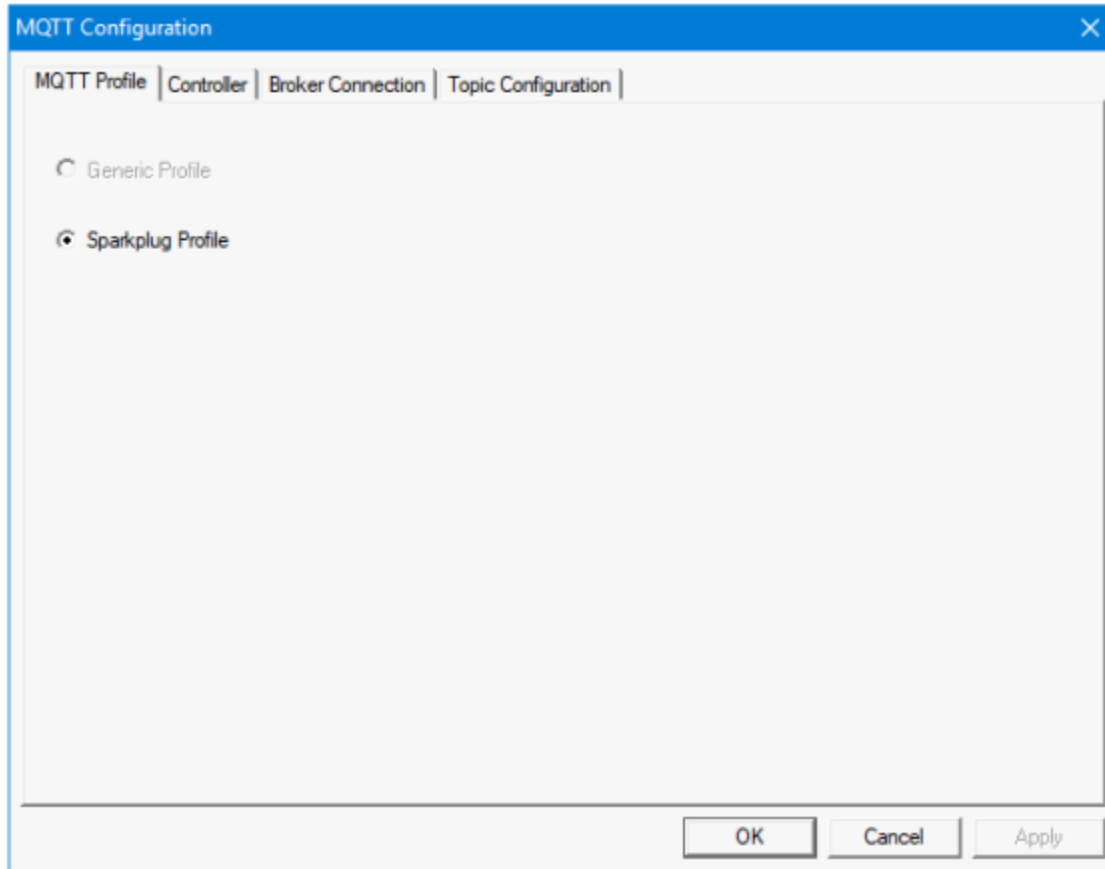 MQTT Configuration
MQTT Profile Controller Broker Connection Topic Configuration
Generic Profile
Sparkplug Profile
OK Cancel Apply